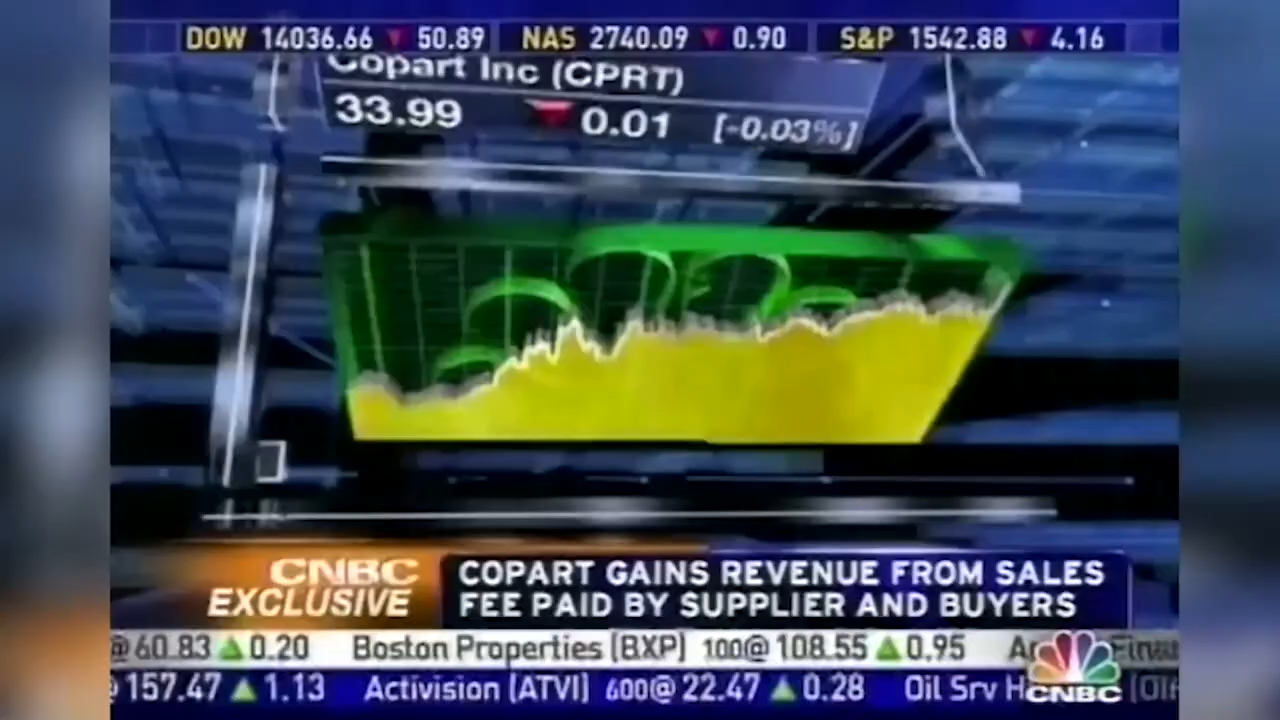 DOW 14036.66 ▼ 50.89 NAS 2740.09 ▼ 0.90 S&P 1542.88 ▼ 4.16
Copart Inc (CPRT)
33.99 ▼ 0.01 [-0.03%]
CNBC
EXCLUSIVE
COPART GAINS REVENUE FROM SALES
FEE PAID BY SUPPLIER AND BUYERS
@60.83 ▲ 0.20 Boston Properties (BXP) 100@108.55 ▲ 0.95
157.47 ▲ 1.13 Activision (ATVI) 600@22.47 ▲ 0.28 Oil Srv
CNBC